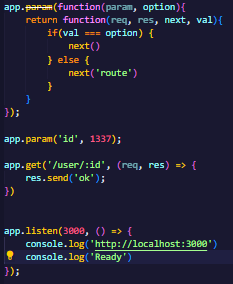 app.param(function(param, option){
    return function(req, res, next, val){
        if(val === option) {
            next()
        } else {
            next('route')
        }
    }
});

app.param('id', 1337);

app.get('/user/:id', (req, res) => {
    res.send('ok');
})

app.listen(3000, () => {
    console.log('http://localhost:3000')
    console.log('Ready')
});